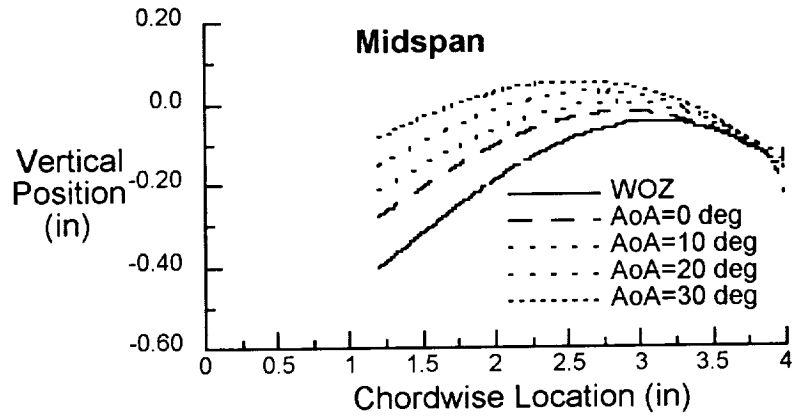 Midspan
0.20
0.0
-0.20
-0.40
-0.60
Vertical
Position
(in)
WOZ
AoA=0 deg
AoA=10 deg
AoA=20 deg
AoA=30 deg
0 0.5 1 1.5 2 2.5 3 3.5 4
Chordwise Location (in)